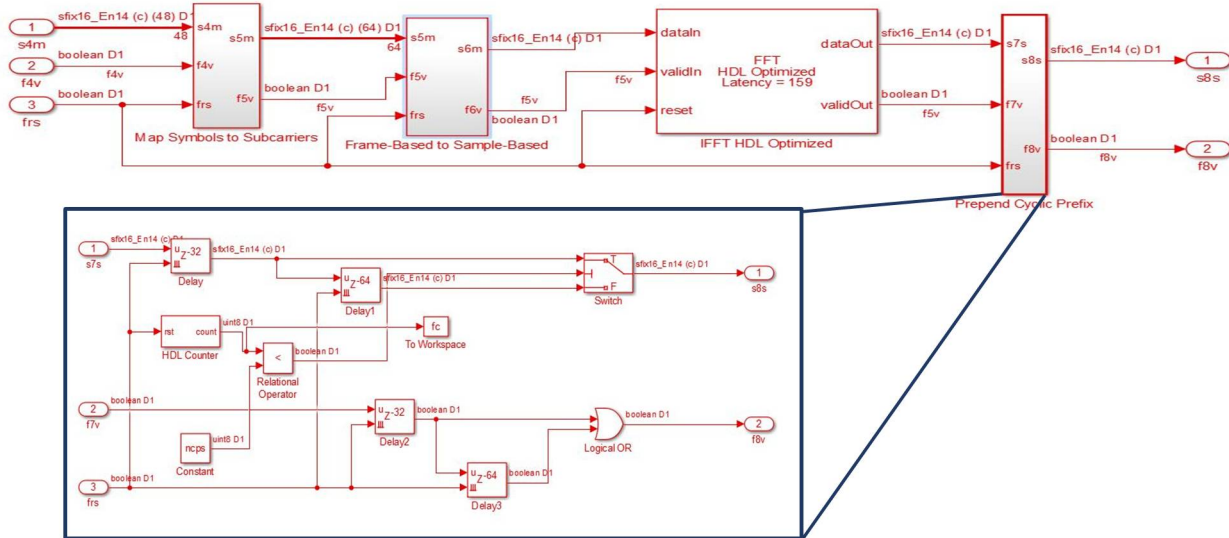 sfix16_En14 (c) (48) D1
1
s4m
48
s4m
boolean D1
2
f4v
f4v
boolean D1
3
frs
s5m
f4v
f5v
frs
Map Symbols to Subcarriers
sfix16_En14 (c) (64) D1
64
boolean D1
f5v
s5m
s6m
f5v
f6v
frs
Frame-Based to Sample-Based
sfix16_En14 (c) D1
f5v
boolean D1
dataIn
validIn
reset
FFT
HDL Optimized
Latency = 159
dataOut
validOut
IFFT HDL Optimized
sfix16_En14 (c) D1
boolean D1
f5v
s7s
s8s
f7v
f8v
frs
Prepend Cyclic Prefix
sfix16_En14 (c) D1
1
s8s
boolean D1
f8v
2
f8v
1
s7s
sfix16_En14 (c) D1
u
Z-32
Delay
sfix16_En14 (c) D1
u
Z-64
Delay1
sfix16_En14 (c) D1
T
F
Switch
sfix16_En14 (c) D1
1
s8s
rst
count
HDL Counter
uint8 D1
<
Relational
Operator
boolean D1
fc
To Workspace
2
f7v
boolean D1
u
Z-32
Delay2
boolean D1
ncps
Constant
uint8 D1
3
frs
boolean D1
u
Z-64
Delay3
boolean D1
Logical OR
boolean D1
2
f8v